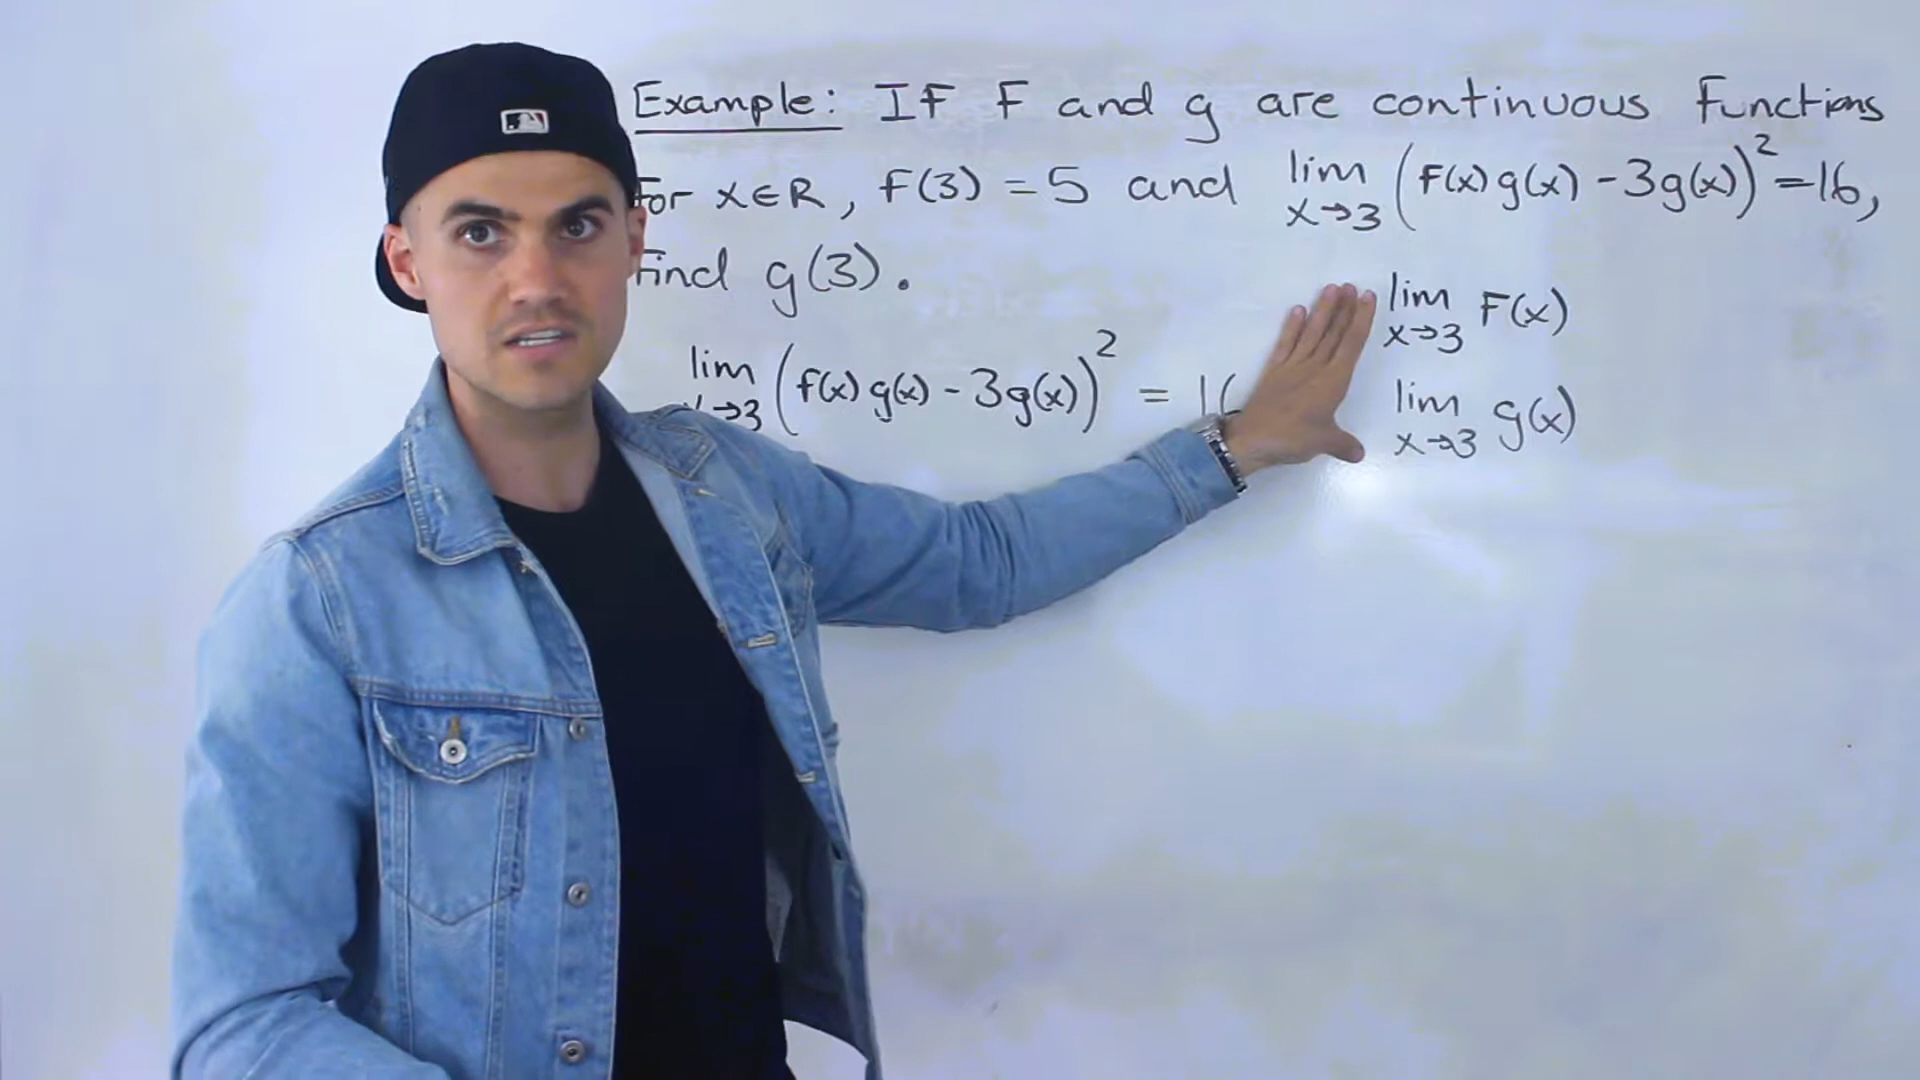 Example: IF F and g are continuous functions
for x∈R, F(3) = 5 and lim x→3 (f(x)g(x) - 3g(x))² = 16,
Find g(3).
lim x→3 F(x)
lim x→3 (f(x)g(x) - 3g(x))² =
lim x→3 g(x)